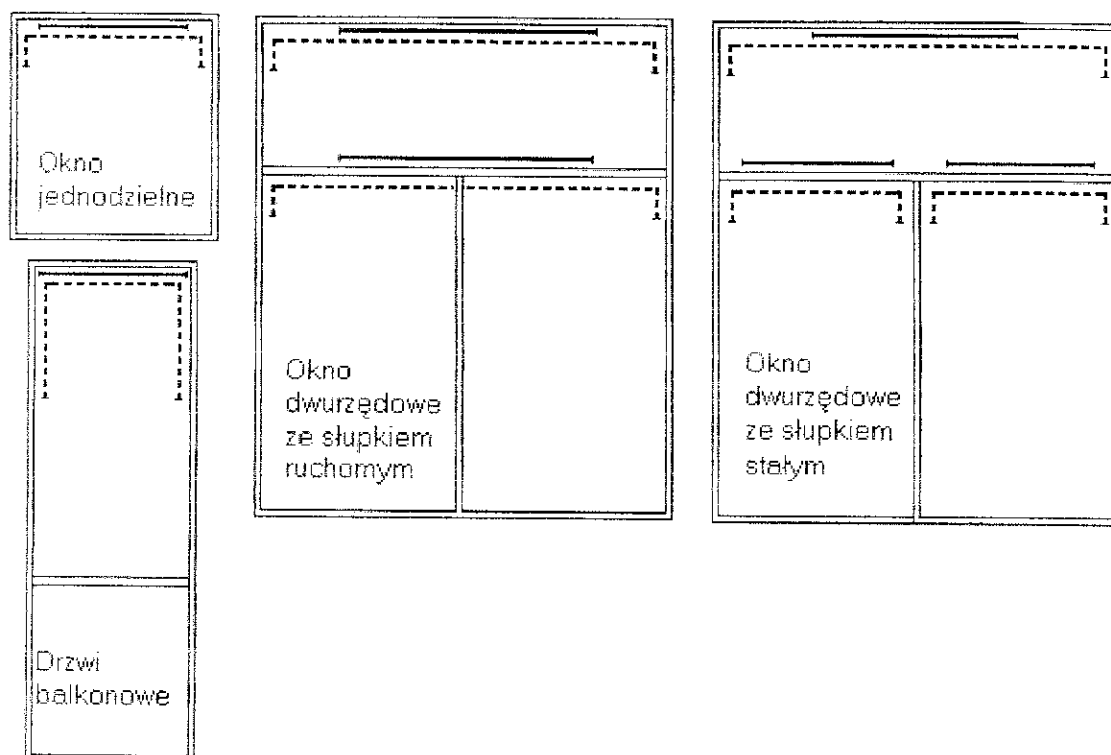 Okno
jednodzielne
Okno
dwurzędowe
ze słupkiem
ruchomym
Okno
dwurzędowe
ze słupkiem
stałym
Drzwi
balkonowe